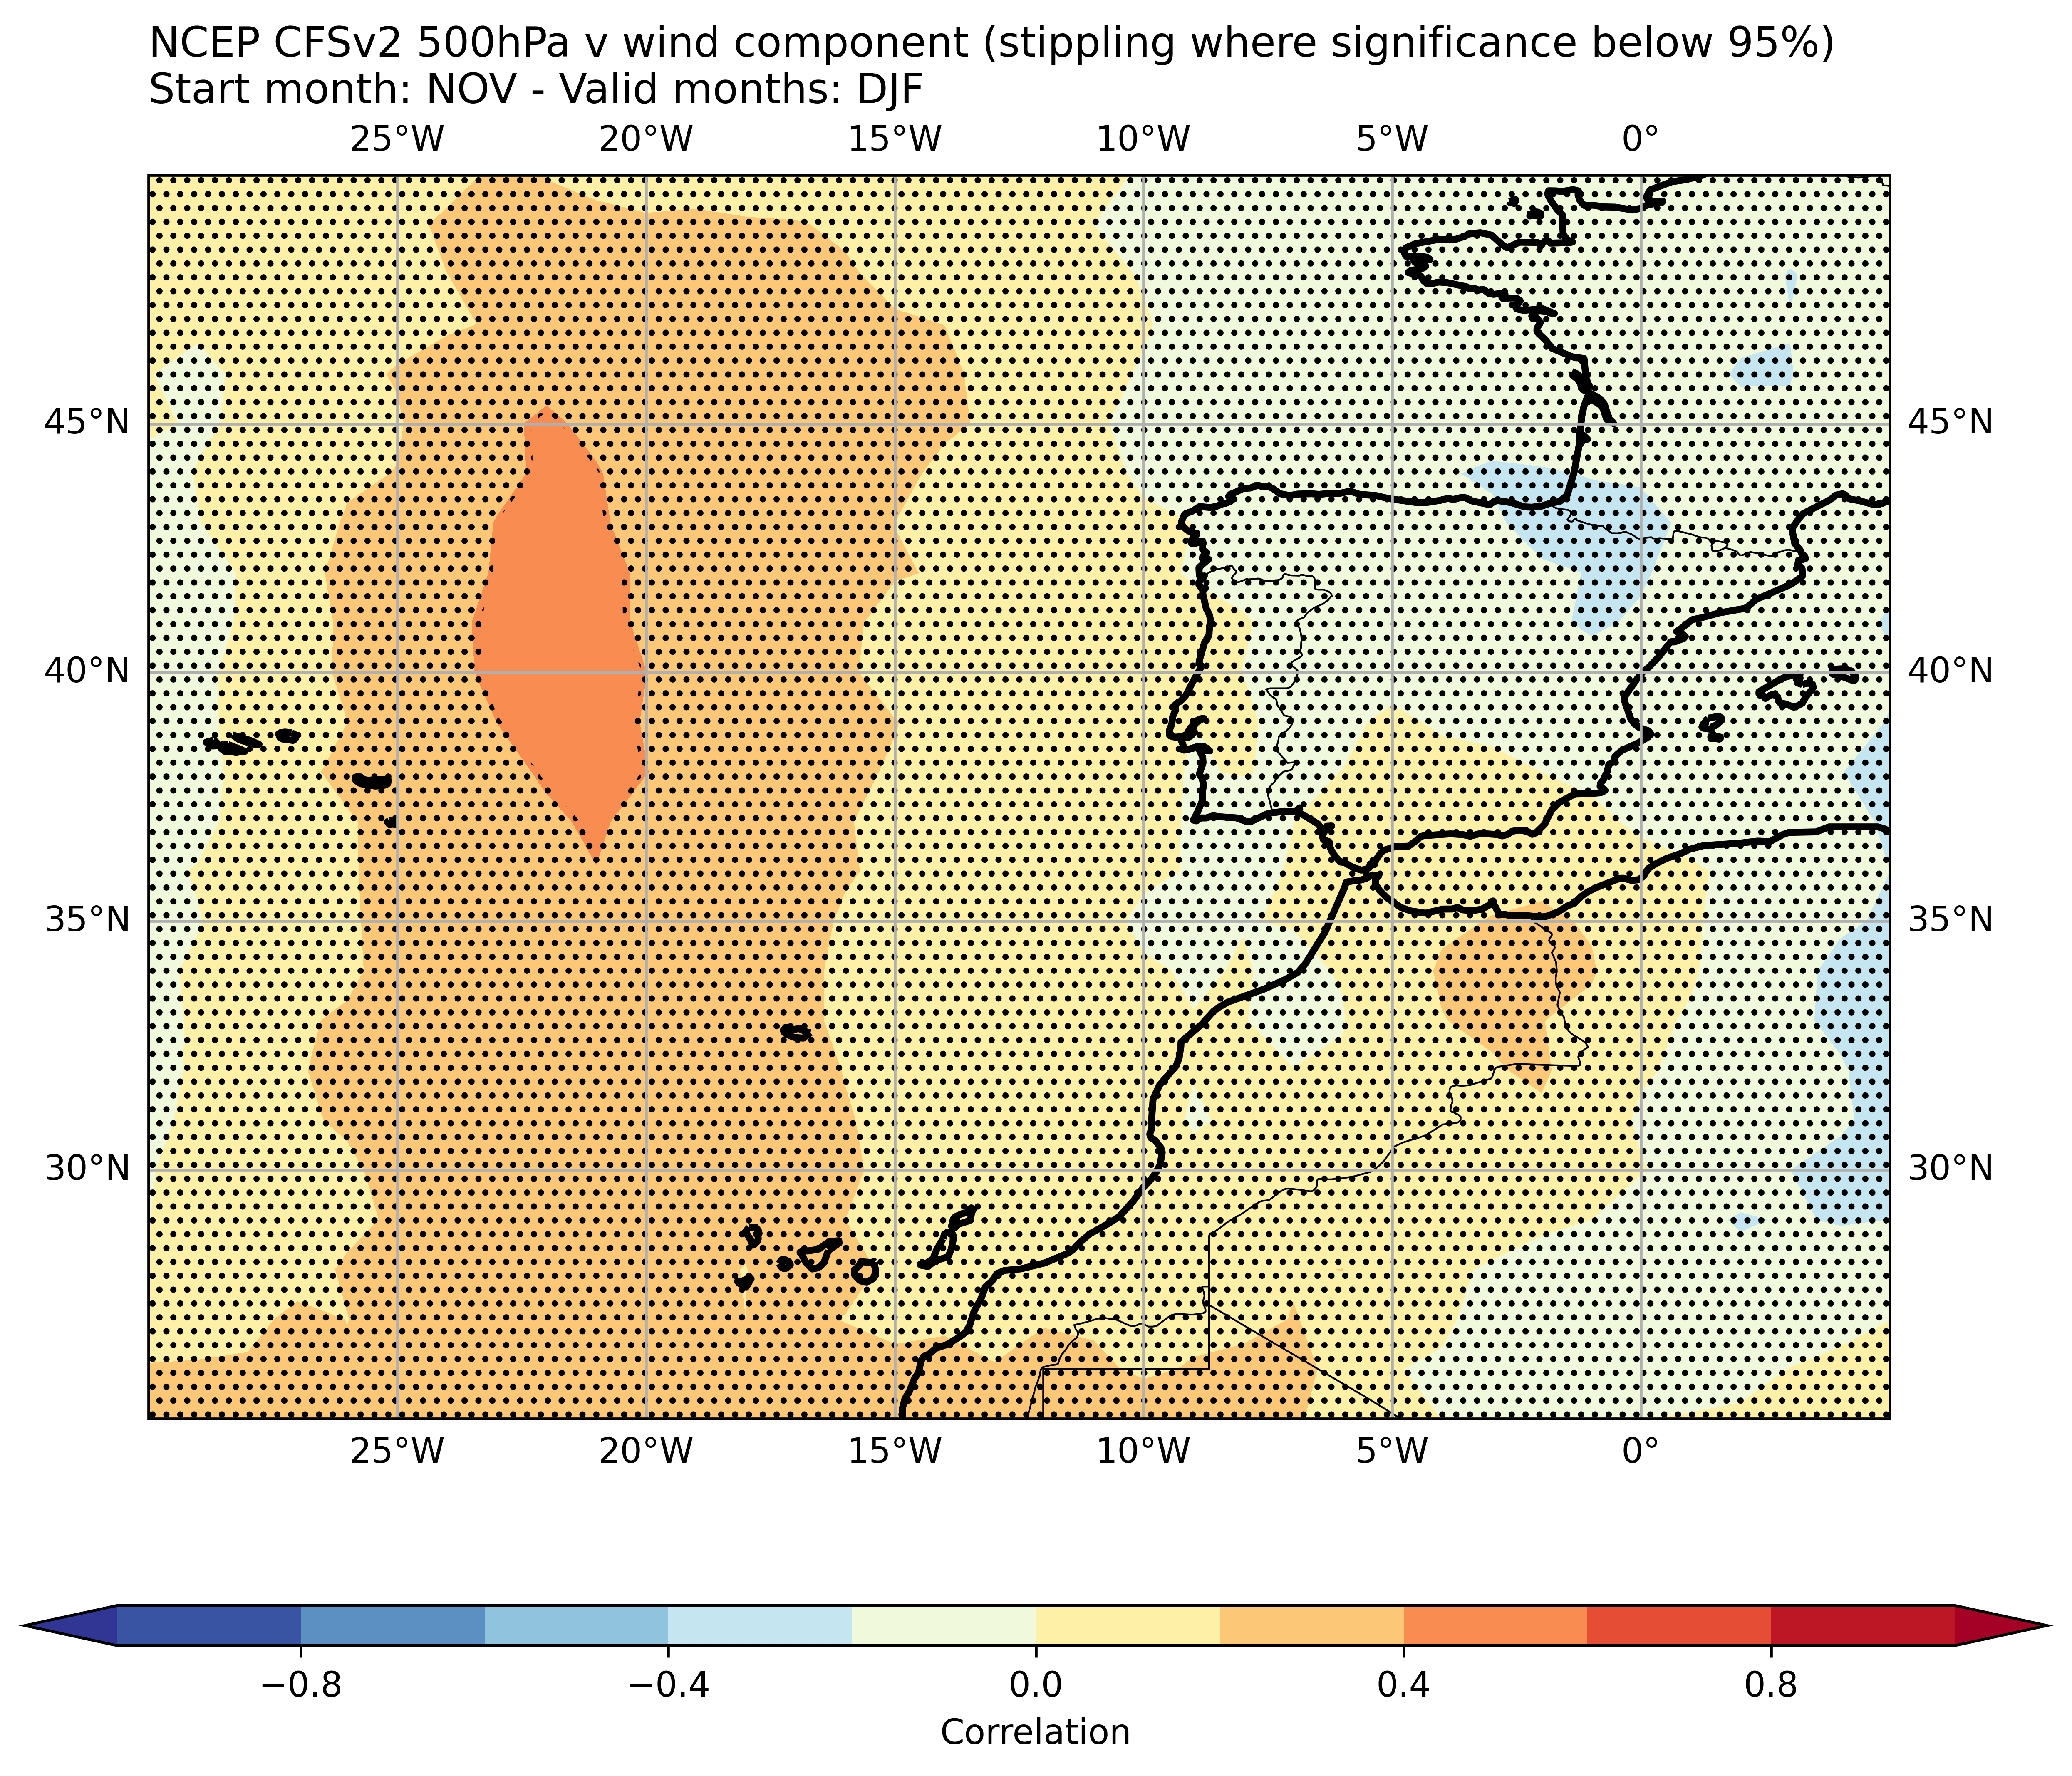 NCEP CFSv2 500hPa v wind component (stippling where significance below 95%)
Start month: NOV - Valid months: DJF
25°W 20°W 15°W 10°W 5°W 0°
45°N 45°N
40°N 40°N
35°N 35°N
30°N 30°N
25°W 20°W 15°W 10°W 5°W 0°
−0.8 −0.4 0.0 0.4 0.8
Correlation